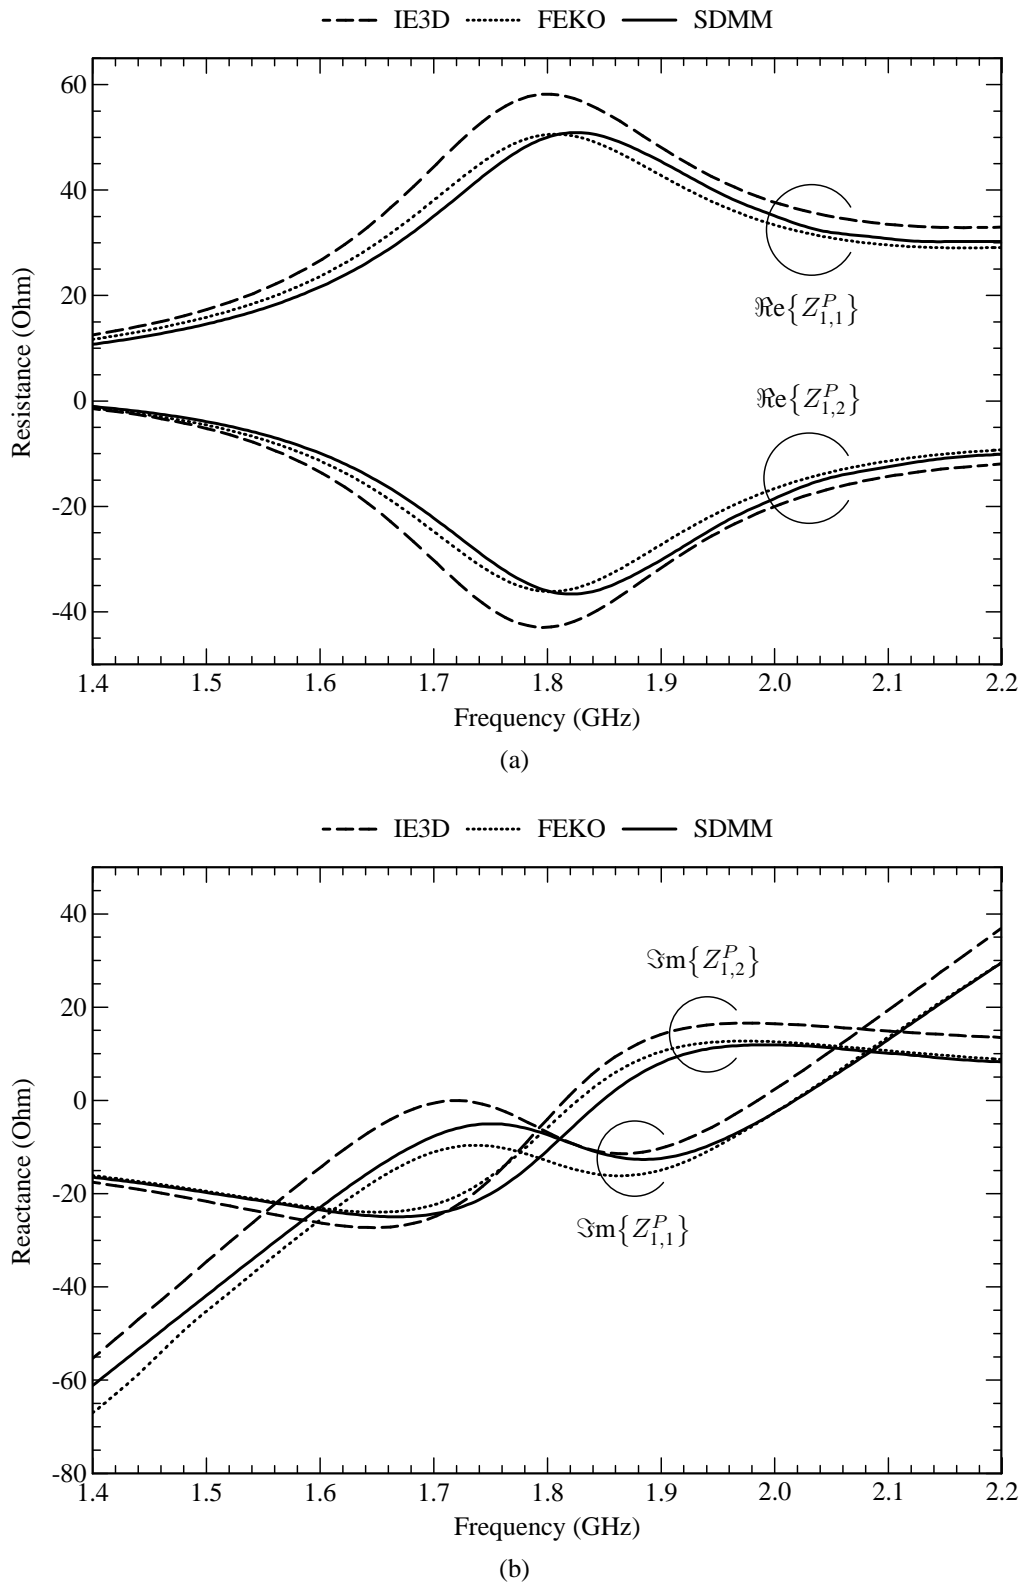 IE3D FEKO SDMM
60
40
20
0
-20
-40
Resistance (Ohm)
ℜe{Z^P_{1,1}}
ℜe{Z^P_{1,2}}
1.4 1.5 1.6 1.7 1.8 1.9 2.0 2.1 2.2
Frequency (GHz)
(a)
IE3D FEKO SDMM
40
20
0
-20
-40
-60
-80
Reactance (Ohm)
ℑm{Z^P_{1,2}}
ℑm{Z^P_{1,1}}
1.4 1.5 1.6 1.7 1.8 1.9 2.0 2.1 2.2
Frequency (GHz)
(b)